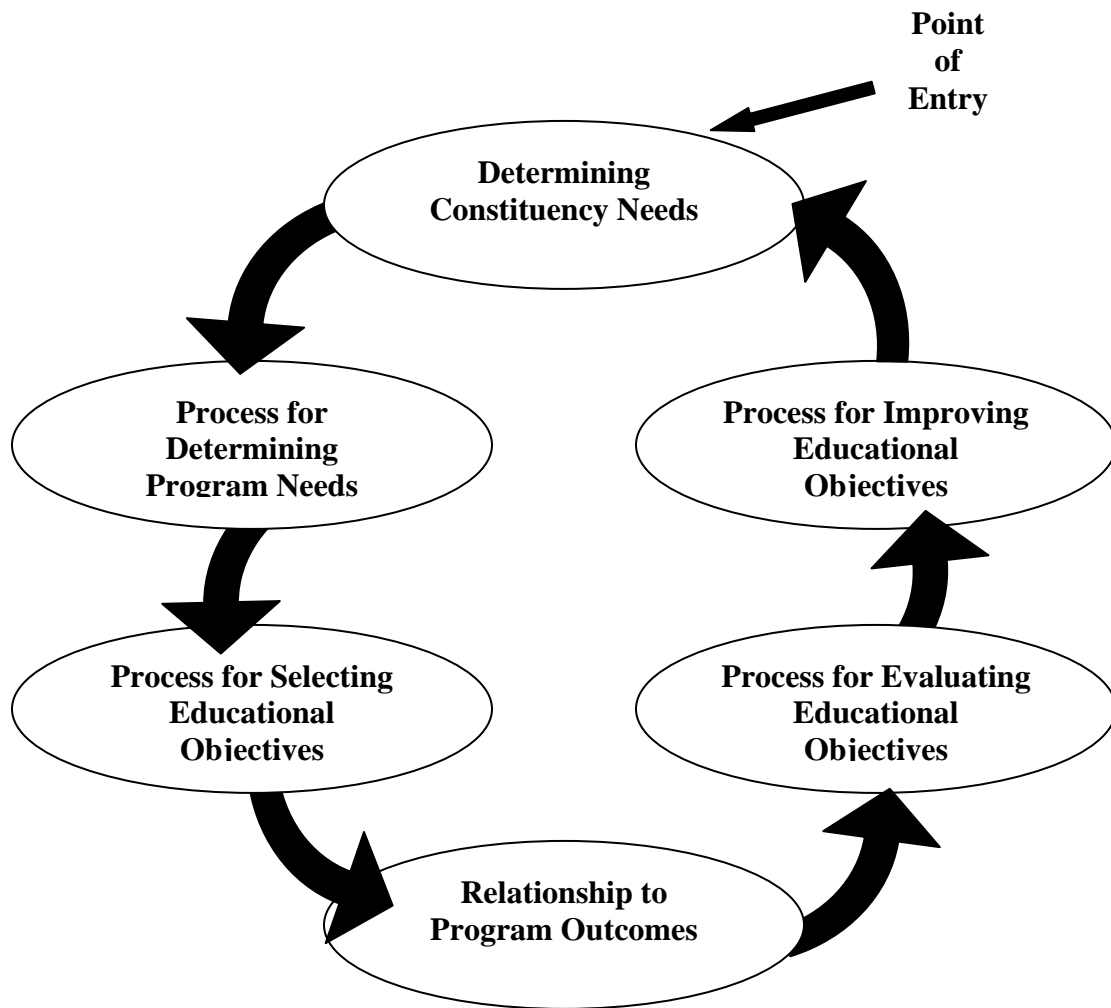 Point
of
Entry
Determining
Constituency Needs
Process for
Determining
Program Needs
Process for Selecting
Educational
Objectives
Relationship to
Program Outcomes
Process for Evaluating
Educational
Objectives
Process for Improving
Educational
Objectives